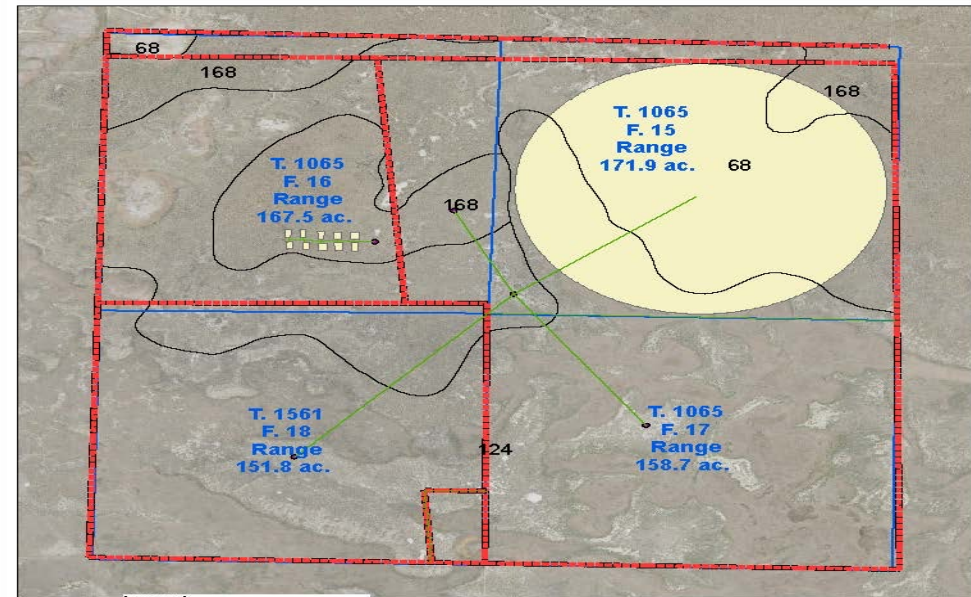 68
168
T. 1065
F. 16
Range
167.5 ac.
168
T. 1065
F. 15
Range
171.9 ac.
68
168
T. 1561
F. 18
Range
151.8 ac.
124
T. 1065
F. 17
Range
158.7 ac.